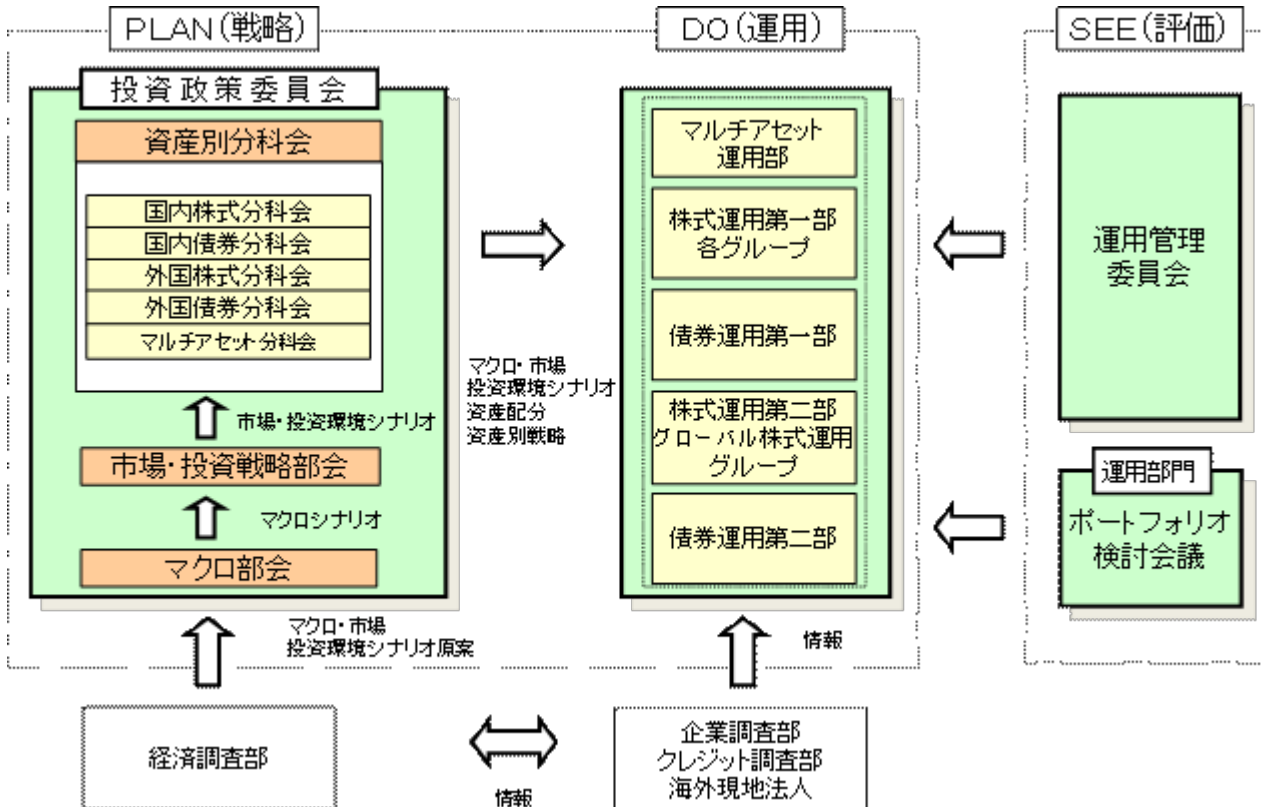 PLAN(戦略)
投資政策委員会
資産別分科会
国内株式分科会
国内債券分科会
外国株式分科会
外国債券分科会
マルチアセット分科会
市場・投資環境シナリオ
市場・投資戦略部会
マクロシナリオ
マクロ部会
マクロ・市場
投資環境シナリオ原案
経済調査部
マクロ・市場
投資環境シナリオ
資産配分
資産別戦略
情報
DO(運用)
マルチアセット
運用部
株式運用第一部
各グループ
債券運用第一部
株式運用第二部
グローバル株式運用
グループ
債券運用第二部
情報
企業調査部
クレジット調査部
海外現地法人
SEE(評価)
運用管理
委員会
運用部門
ポートフォリオ
検討会議